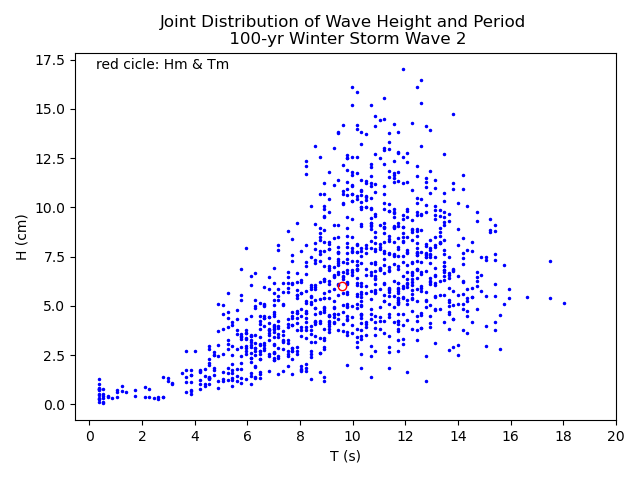 Joint Distribution of Wave Height and Period
100-yr Winter Storm Wave 2
red cicle: Hm & Tm
17.5
15.0
12.5
10.0
7.5
5.0
2.5
0.0
H (cm)
0 2 4 6 8 10 12 14 16 18 20
T (s)